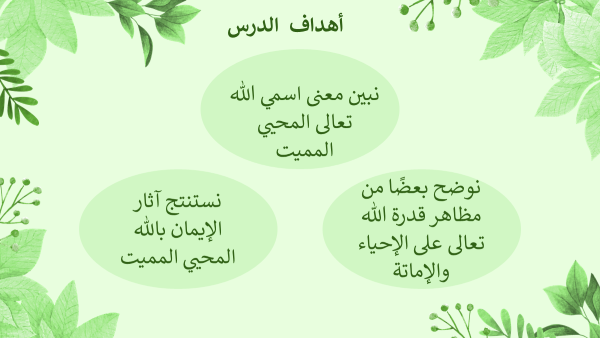 أهداف الدرس
نبين معنى اسمي الله
تعالى المحيي
المميت
نوضح بعضًا من
مظاهر قدرة الله
تعالى على الإحياء
والإماتة
نستنتج آثار
الإيمان بالله
المحيي المميت